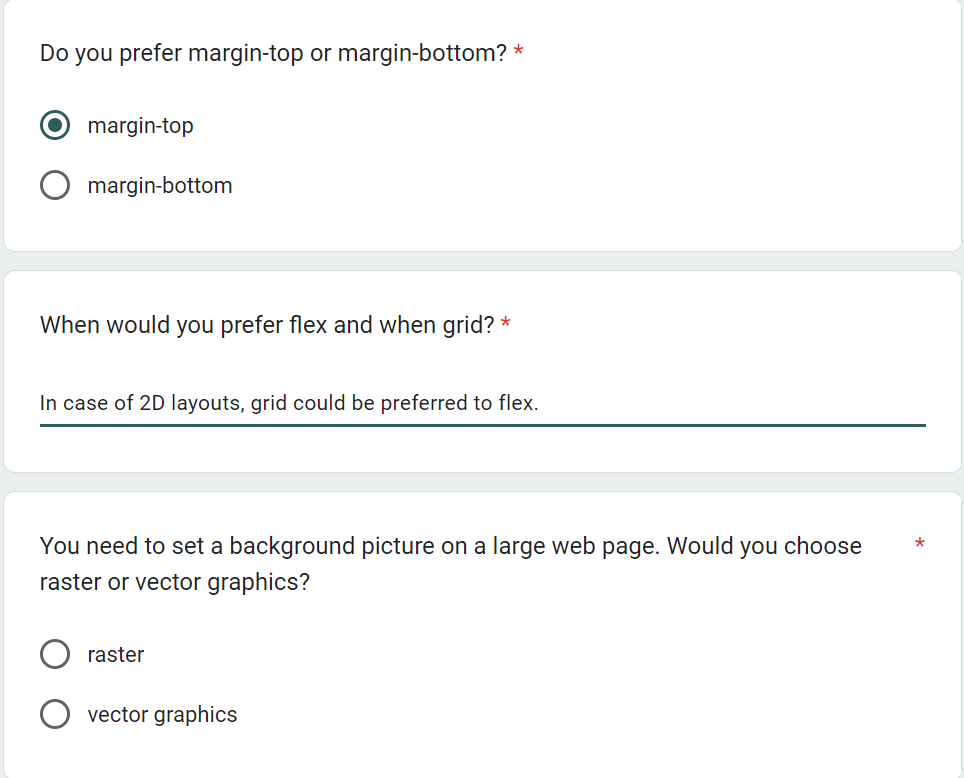 Do you prefer margin-top or margin-bottom? *
margin-top
margin-bottom
When would you prefer flex and when grid? *
In case of 2D layouts, grid could be preferred to flex.
You need to set a background picture on a large web page. Would you choose *
raster or vector graphics?
raster
vector graphics